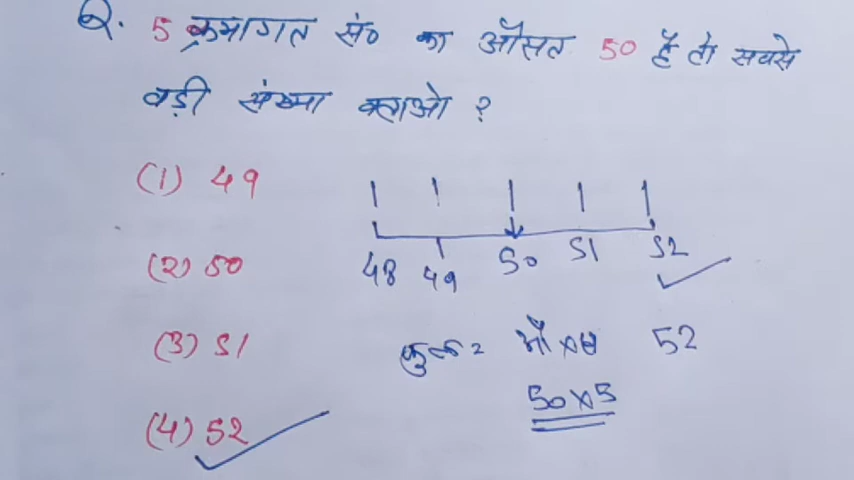 Q. 5 क्रमागत सं० का औसत 50 है तो सबसे
बड़ी संख्या बताओ ?
(1) 49
(2) 50
(3) 51
(4) 52
48 49 50 51 52
कुल = औ × स 52
50 × 5